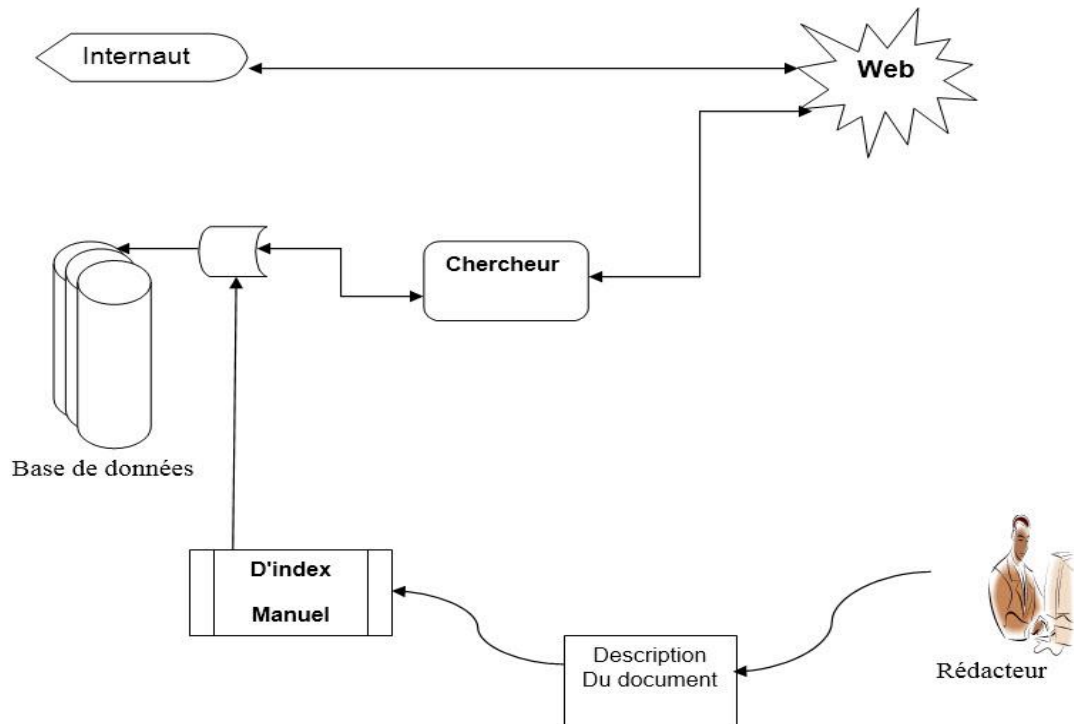 Internaut
Web
Chercheur
Base de données
D'index
Manuel
Description
Du document
Rédacteur